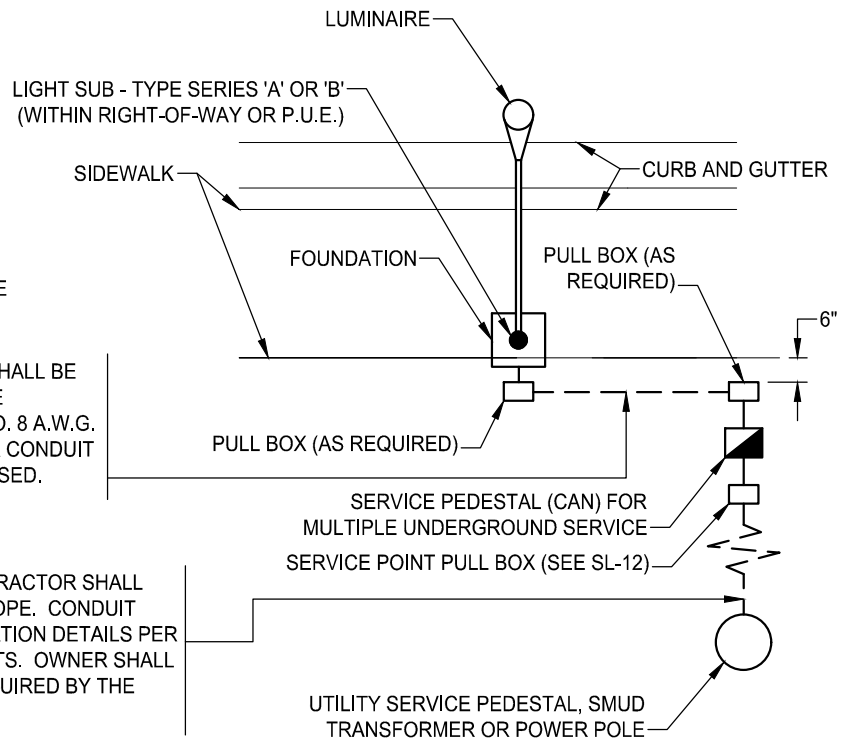 LUMINAIRE
LIGHT SUB - TYPE SERIES 'A' OR 'B'
(WITHIN RIGHT-OF-WAY OR P.U.E.)
SIDEWALK
CURB AND GUTTER
FOUNDATION
PULL BOX (AS
REQUIRED)
6"
HALL BE
D. 8 A.W.G.
CONDUIT
SED.
PULL BOX (AS REQUIRED)
SERVICE PEDESTAL (CAN) FOR
MULTIPLE UNDERGROUND SERVICE
SERVICE POINT PULL BOX (SEE SL-12)
RACTOR SHALL
OPE. CONDUIT
TION DETAILS PER
TS. OWNER SHALL
UIRED BY THE
UTILITY SERVICE PEDESTAL, SMUD
TRANSFORMER OR POWER POLE